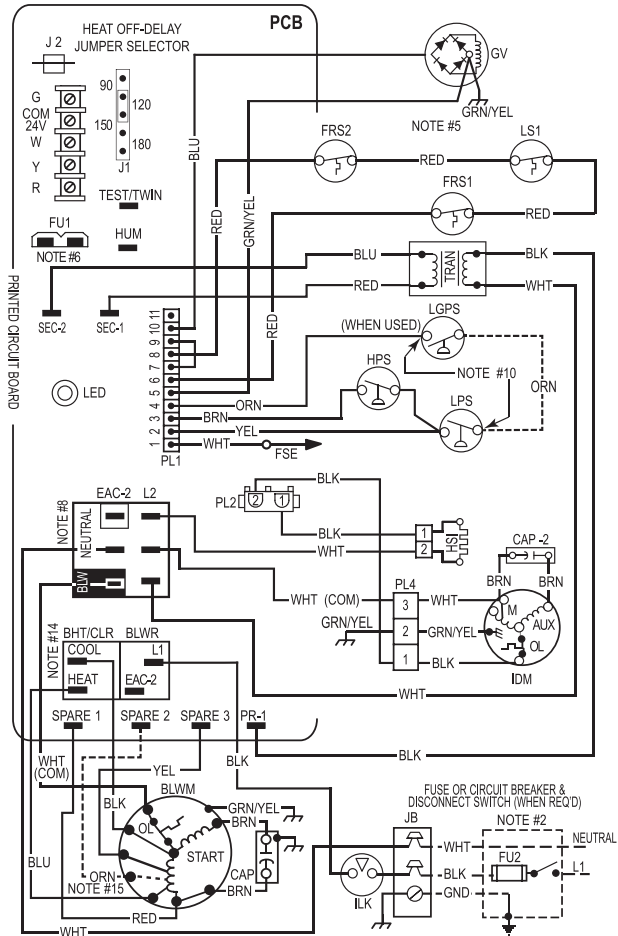 PCB
HEAT OFF-DELAY
JUMPER SELECTOR
J 2
90
120
150
180
J1
G
COM
24V
W
Y
R
TEST/TWIN
FU1
HUM
NOTE #6
PRINTED CIRCUIT BOARD
SEC-2
SEC-1
LED
BLU
RED
GRN/YEL
RED
GV
GRN/YEL
NOTE #5
FRS2
RED
LS1
FRS1
RED
BLU
TRAN
BLK
RED
WHT
11
10
9
8
7
6
5
4
3
2
1
PL1
(WHEN USED)
LGPS
HPS
NOTE #10
ORN
LPS
ORN
BRN
YEL
WHT
FSE
BLK
PL2
2
1
BLK
1
WHT
2
HSI
NOTE #8
EAC-2
L2
NEUTRAL
BLW
CAP -2
BRN
BRN
PL4
WHT (COM)
3
WHT
M
AUX
GRN/YEL
2
GRN/YEL
OL
1
BLK
IDM
NOTE #14
BHT/CLR
BLWR
COOL
L1
HEAT
EAC-2
WHT
SPARE 1
SPARE 2
SPARE 3
PR-1
BLK
WHT
(COM)
YEL
BLK
BLWM
BLK
GRN/YEL
BRN
OL
START
CAP
BLU
ORN
NOTE #15
BRN
RED
WHT
FUSE OR CIRCUIT BREAKER &
DISCONNECT SWITCH (WHEN REQ'D)
JB
NOTE #2
WHT
NEUTRAL
FU2
BLK
L1
GND
ILK